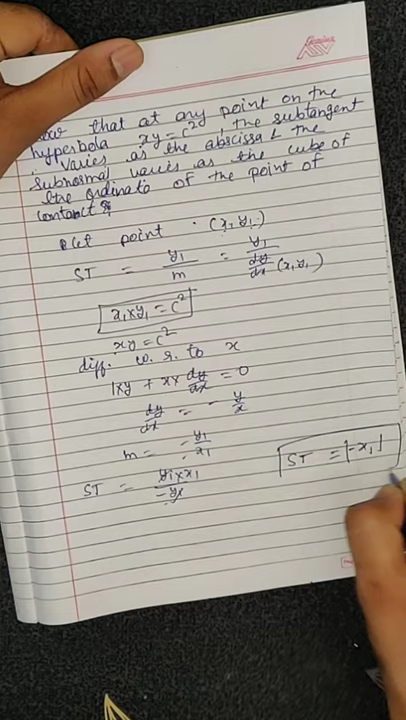 that at any point on the
hyperbola xy = c², the subtangent
varies as the abscissa & the
subnormal varies as the cube of
the ordinate of the point of
contact
Let point (x₁, y₁)
ST = y₁/m = y₁/(dy/dx)(x₁, y₁)
x₁ x y₁ = c²
xy = c²
diff. w. r. to x
1xy + x x dy/dx = 0
dy/dx = -y/x
m = -y₁/x₁
ST = y₁ x x₁/-y₁
ST = |-x₁|